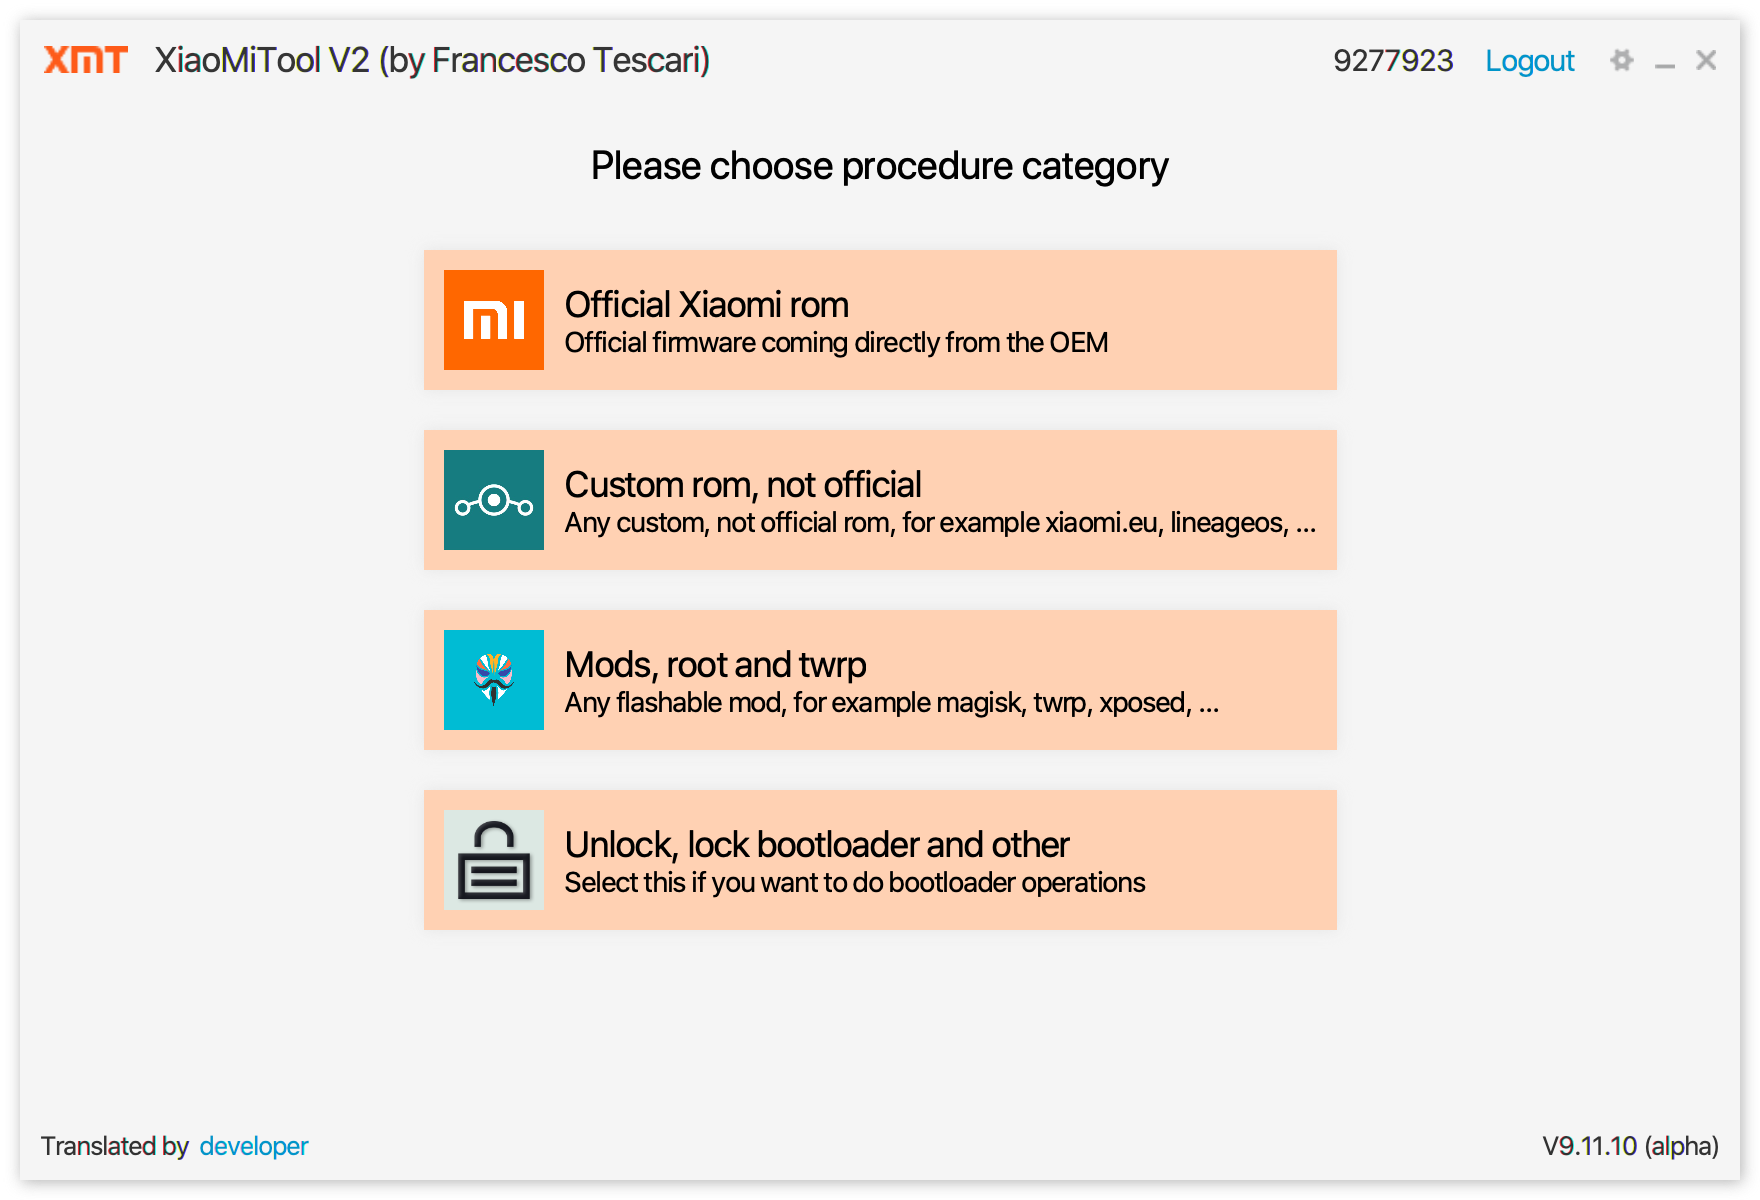 XMT XiaoMiTool V2 (by Francesco Tescari) 9277923 Logout
Please choose procedure category
Official Xiaomi rom
Official firmware coming directly from the OEM
Custom rom, not official
Any custom, not official rom, for example xiaomi.eu, lineageos, ...
Mods, root and twrp
Any flashable mod, for example magisk, twrp, xposed, ...
Unlock, lock bootloader and other
Select this if you want to do bootloader operations
Translated by developer V9.11.10 (alpha)